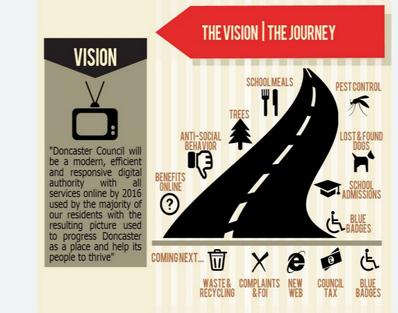 THE VISION | THE JOURNEY
VISION
"Doncaster Council will
be a modern, efficient
and responsive digital
authority with all
services online by 2016
used by the majority of
our residents with the
resulting picture used
to progress Doncaster
as a place and help its
people to thrive"
SCHOOL MEALS
PEST CONTROL
TREES
ANTI-SOCIAL
BEHAVIOR
LOST & FOUND
DOGS
BENEFITS
ONLINE
?
SCHOOL
ADMISSIONS
BLUE
BADGES
COMING NEXT...
WASTE &
RECYCLING
COMPLAINTS
& FOI
NEW
WEB
COUNCIL
TAX
BLUE
BADGES